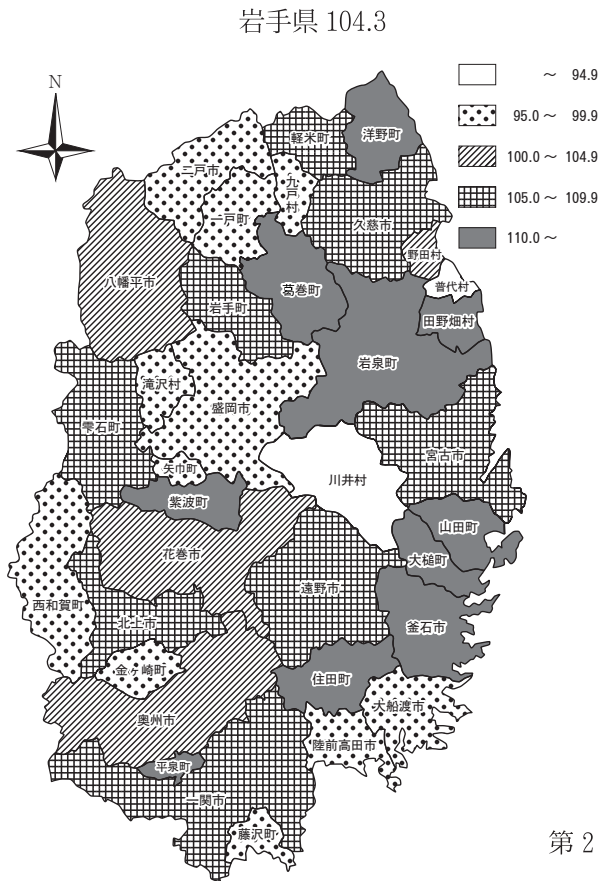 岩手県 104.3
N
～ 94.9
95.0 ～ 99.9
100.0 ～ 104.9
105.0 ～ 109.9
110.0 ～
軽米町
洋野町
二戸市
九戸村
一戸町
久慈市
野田村
八幡平市
普代村
葛巻町
岩手町
田野畑村
岩泉町
滝沢村
盛岡市
雫石町
宮古市
矢巾町
川井村
紫波町
山田町
花巻市
大槌町
遠野市
西和賀町
北上市
釜石市
金ヶ崎町
住田町
大船渡市
奥州市
陸前高田市
平泉町
一関市
藤沢町
第 2